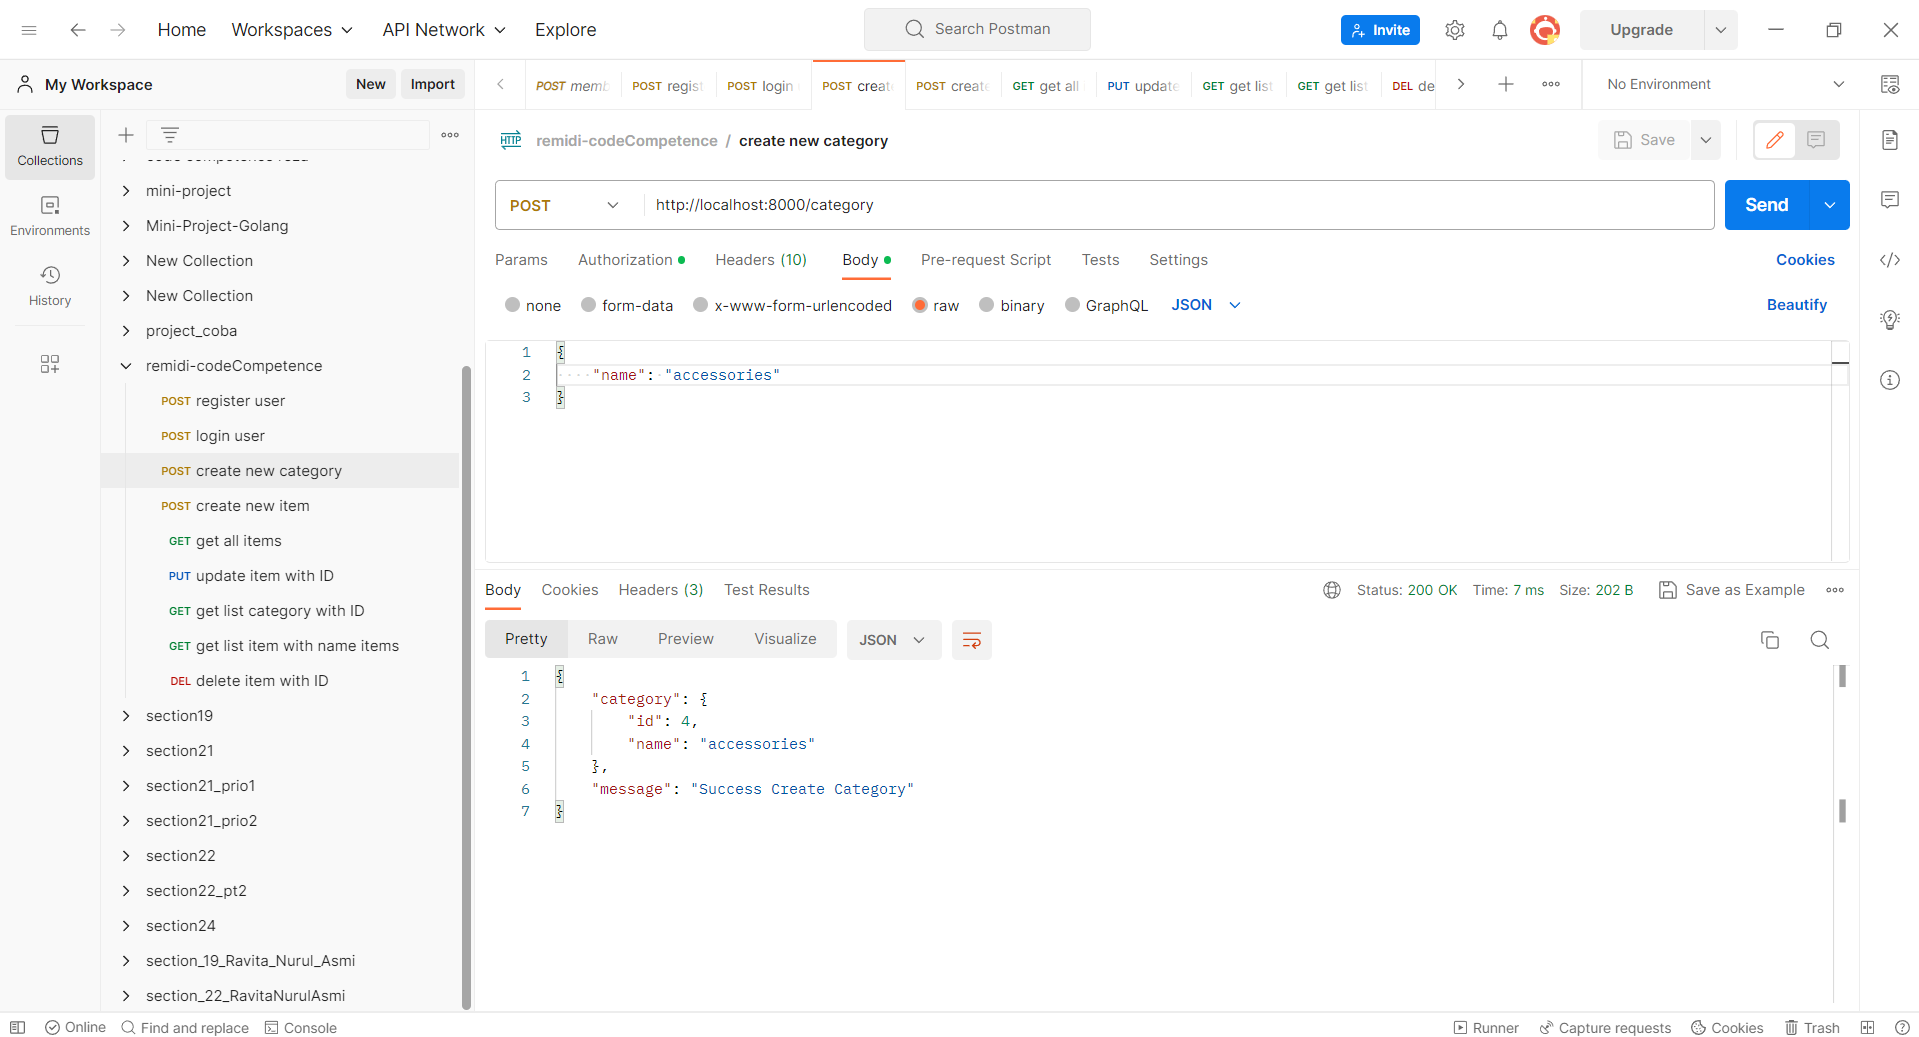 Home Workspaces API Network Explore Search Postman Invite Upgrade
My Workspace New Import
POST memb POST regist POST login POST creat POST create GET get all PUT update GET get list GET get list DEL de No Environment
Collections
Environments
History
mini-project
Mini-Project-Golang
New Collection
New Collection
project_coba
remidi-codeCompetence
POST register user
POST login user
POST create new category
POST create new item
GET get all items
PUT update item with ID
GET get list category with ID
GET get list item with name items
DEL delete item with ID
section19
section21
section21_prio1
section21_prio2
section22
section22_pt2
section24
section_19_Ravita_Nurul_Asmi
section_22_RavitaNurulAsmi
HTTP remidi-codeCompetence / create new category Save
POST http://localhost:8000/category Send
Params Authorization Headers (10) Body Pre-request Script Tests Settings Cookies
none form-data x-www-form-urlencoded raw binary GraphQL JSON Beautify
1 {
2 "name": "accessories"
3 }
Body Cookies Headers (3) Test Results Status: 200 OK Time: 7 ms Size: 202 B Save as Example
Pretty Raw Preview Visualize JSON
1 {
2 "category": {
3 "id": 4,
4 "name": "accessories"
5 },
6 "message": "Success Create Category"
7 }
Online Find and replace Console Runner Capture requests Cookies Trash